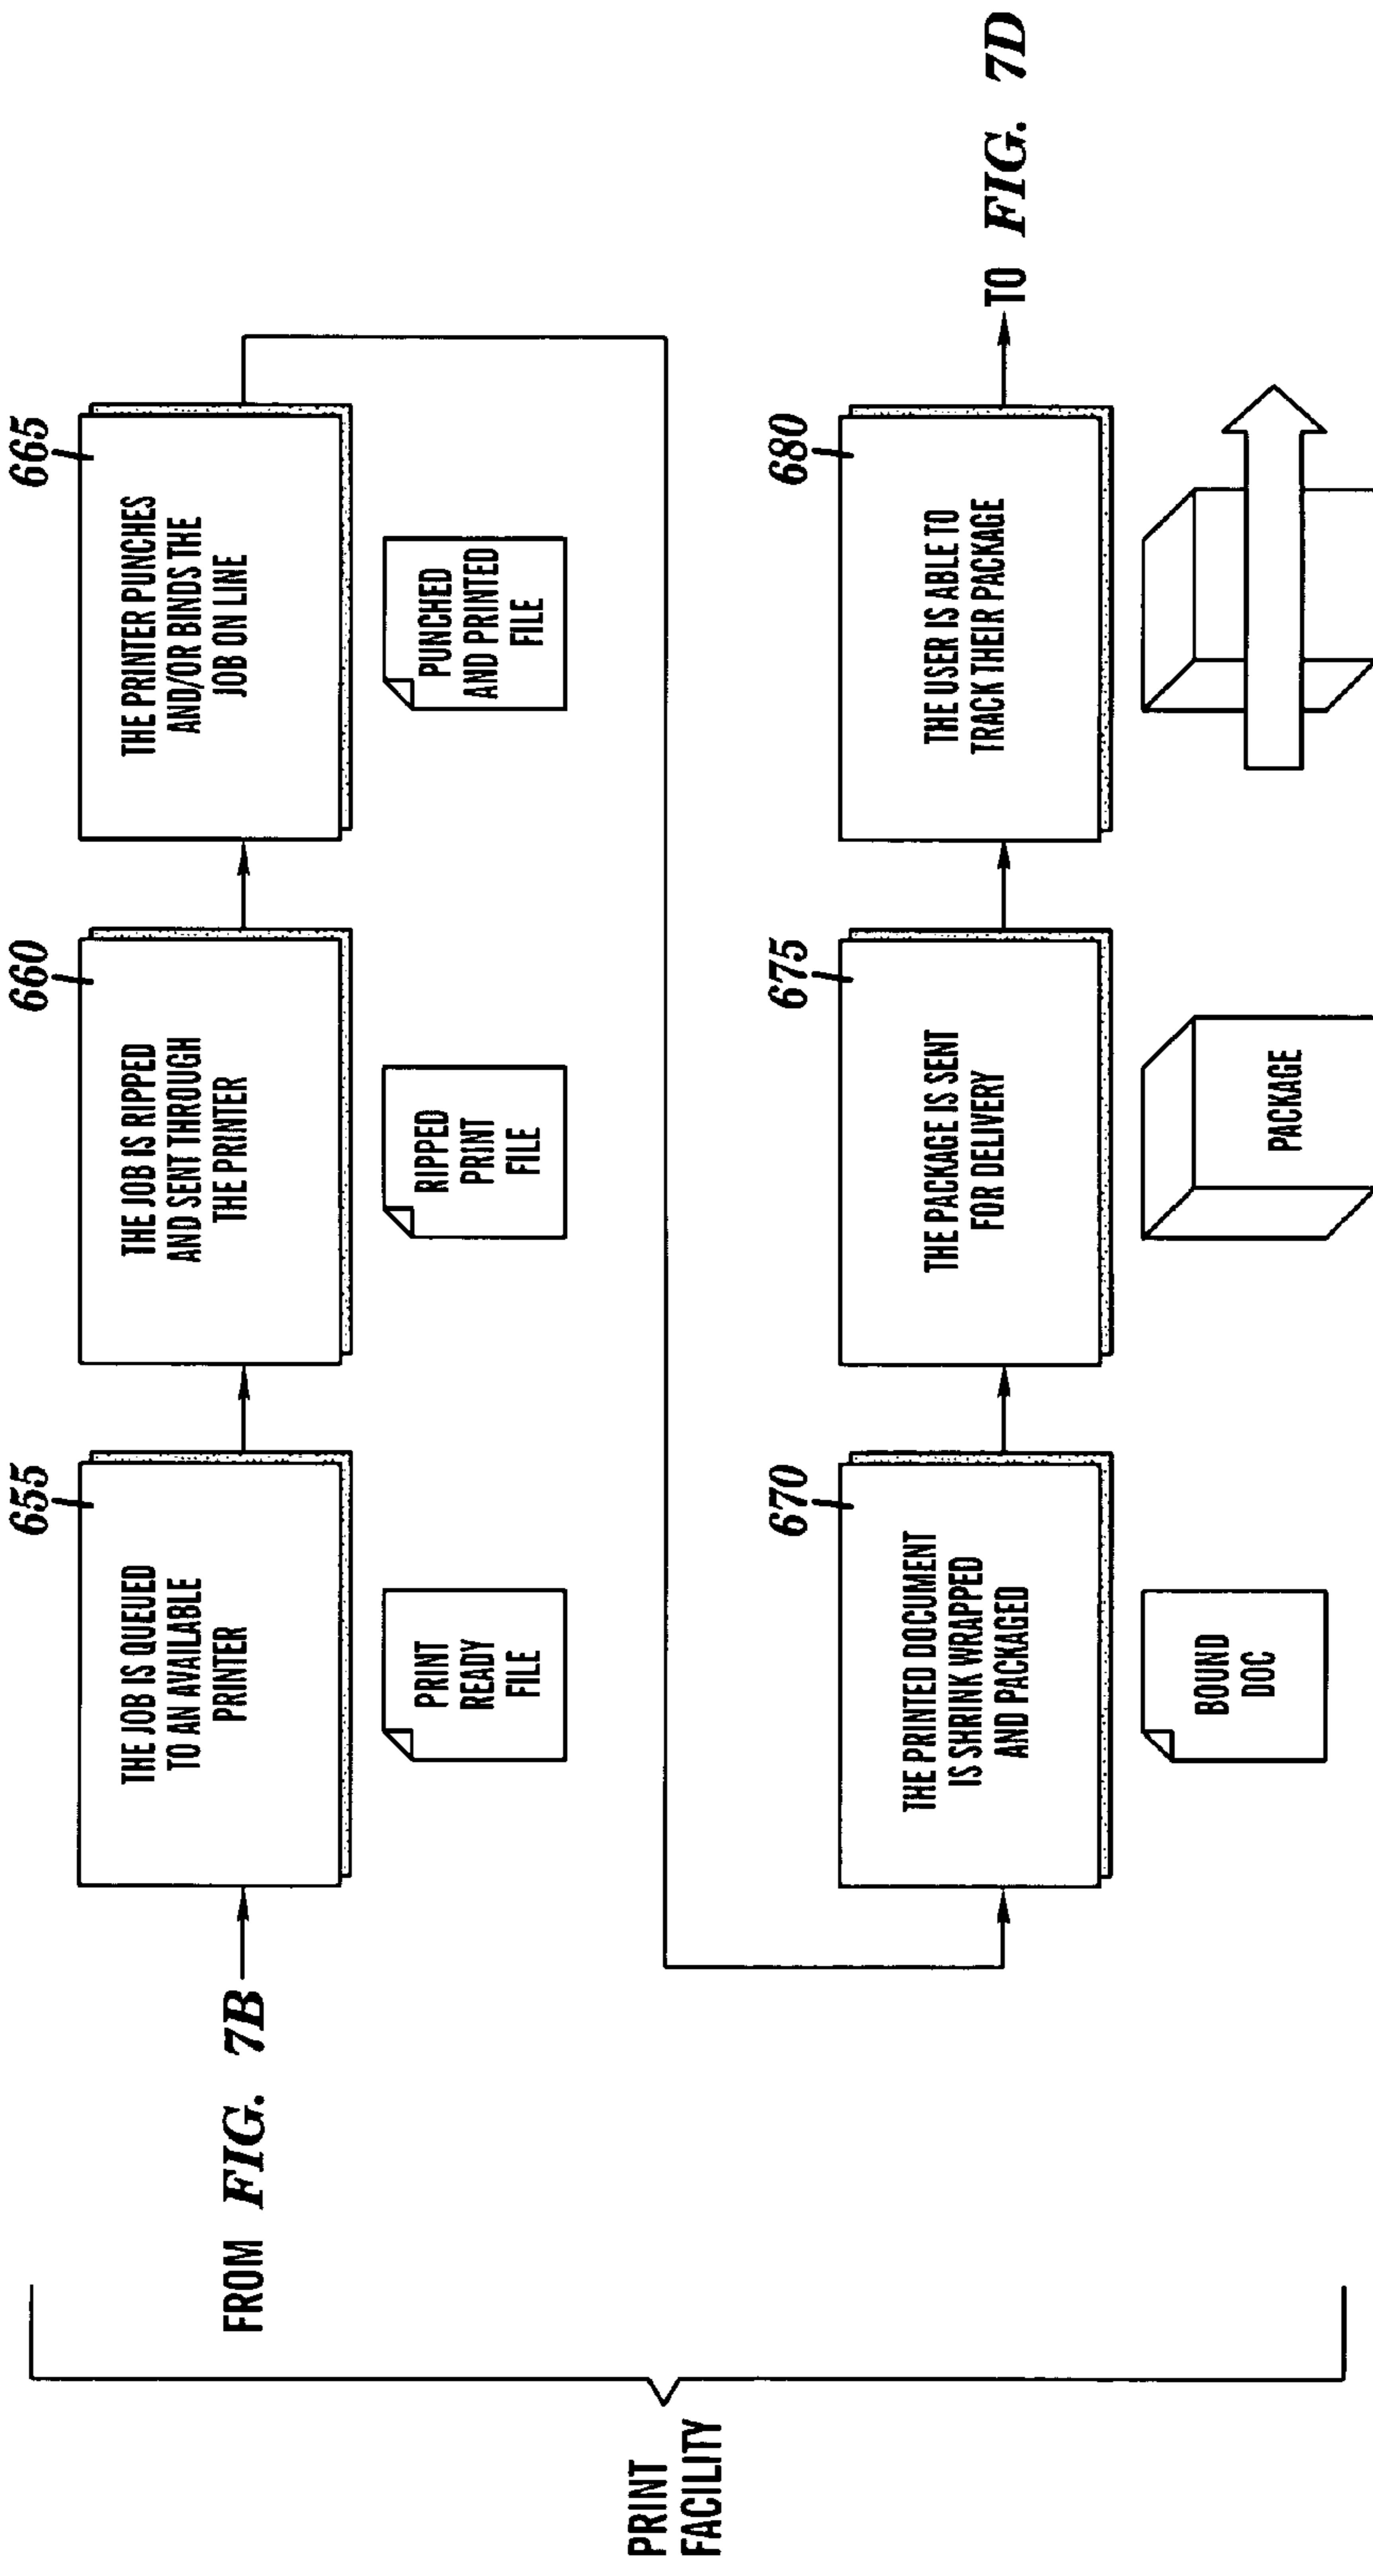 PRINT
FACILITY
FROM FIG. 7B
655
THE JOB IS QUEUED
TO AN AVAILABLE
PRINTER
PRINT
READY
FILE
660
THE JOB IS RIPPED
AND SENT THROUGH
THE PRINTER
RIPPED
PRINT
FILE
665
THE PRINTER PUNCHES
AND/OR BINDS THE
JOB ON LINE
PUNCHED
AND PRINTED
FILE
670
THE PRINTED DOCUMENT
IS SHRINK WRAPPED
AND PACKAGED
BOUND
DOC
675
THE PACKAGE IS SENT
FOR DELIVERY
PACKAGE
680
THE USER IS ABLE TO
TRACK THEIR PACKAGE
TO FIG. 7D